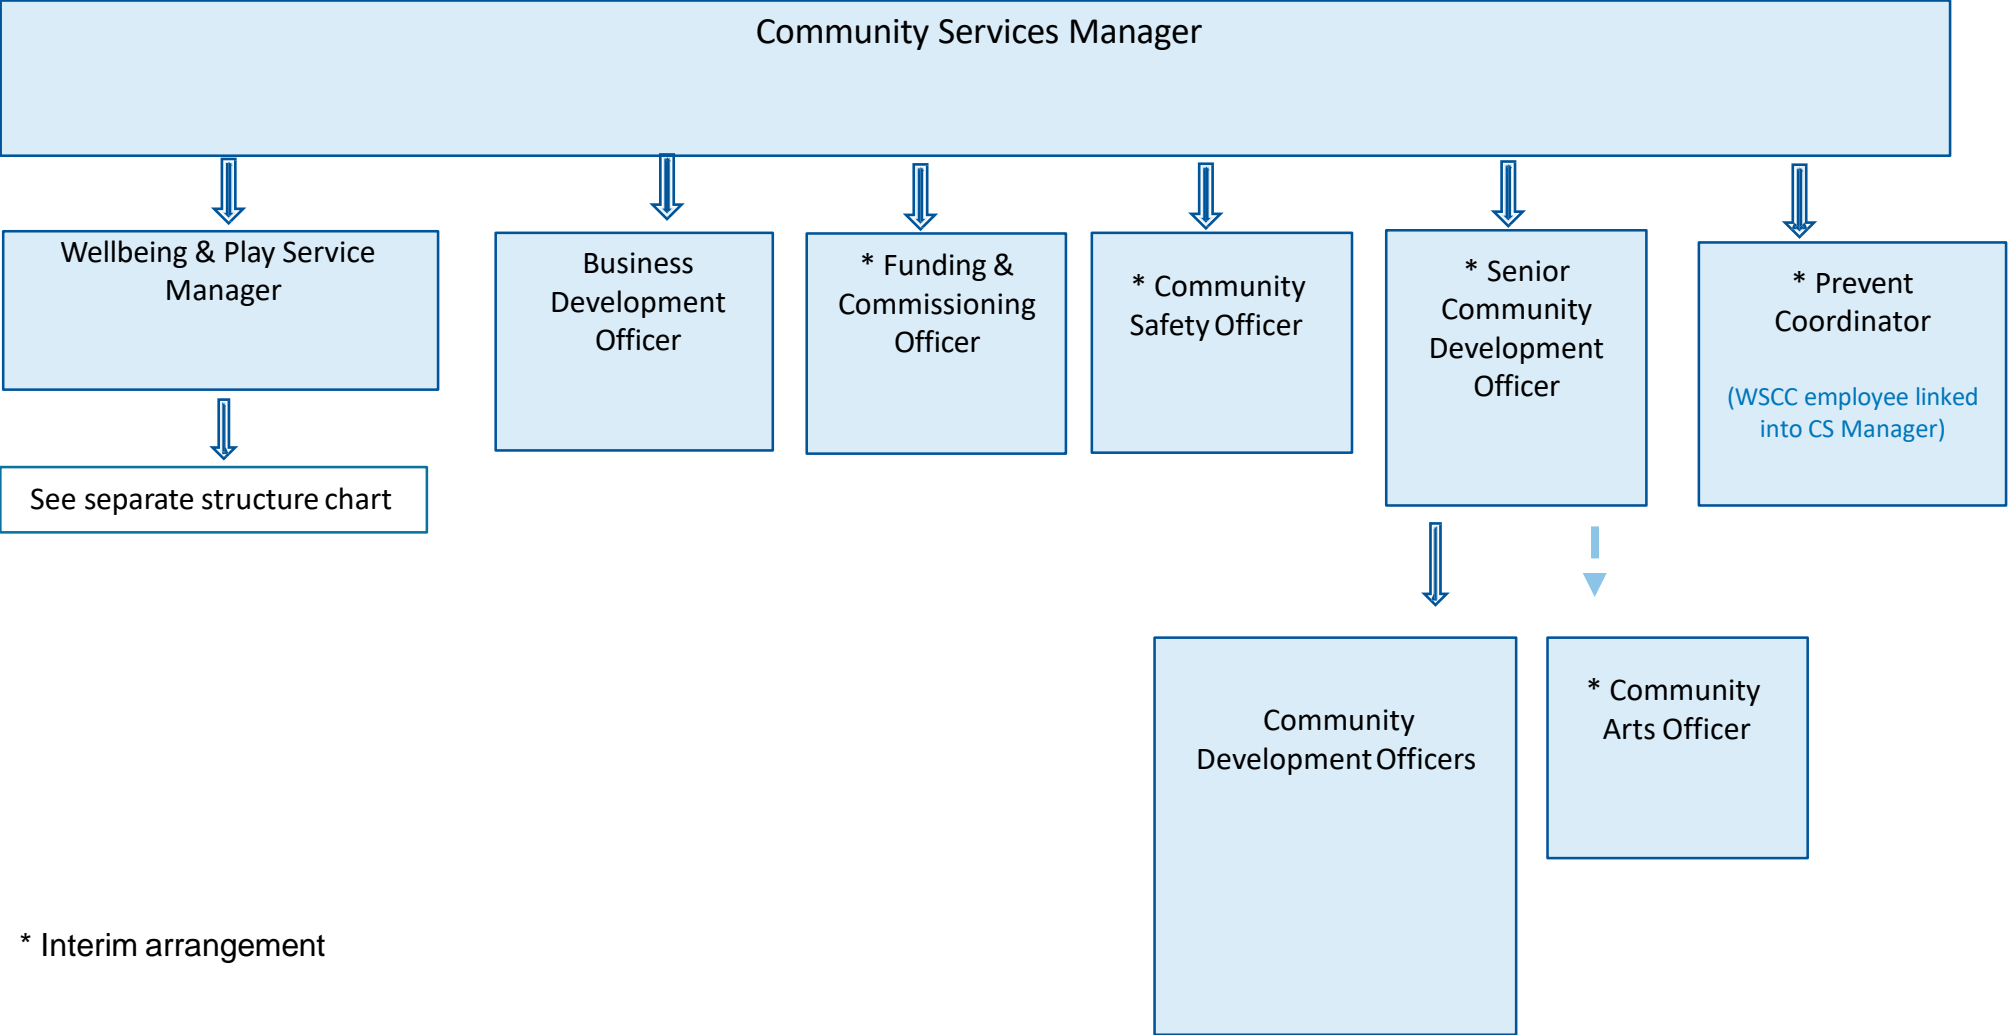 Community Services Manager
Wellbeing & Play Service
Manager
Business
Development
Officer
* Funding &
Commissioning
Officer
* Community
Safety Officer
* Senior
Community
Development
Officer
* Prevent
Coordinator
(WSCC employee linked
into CS Manager)
See separate structure chart
Community
Development Officers
* Community
Arts Officer
* Interim arrangement